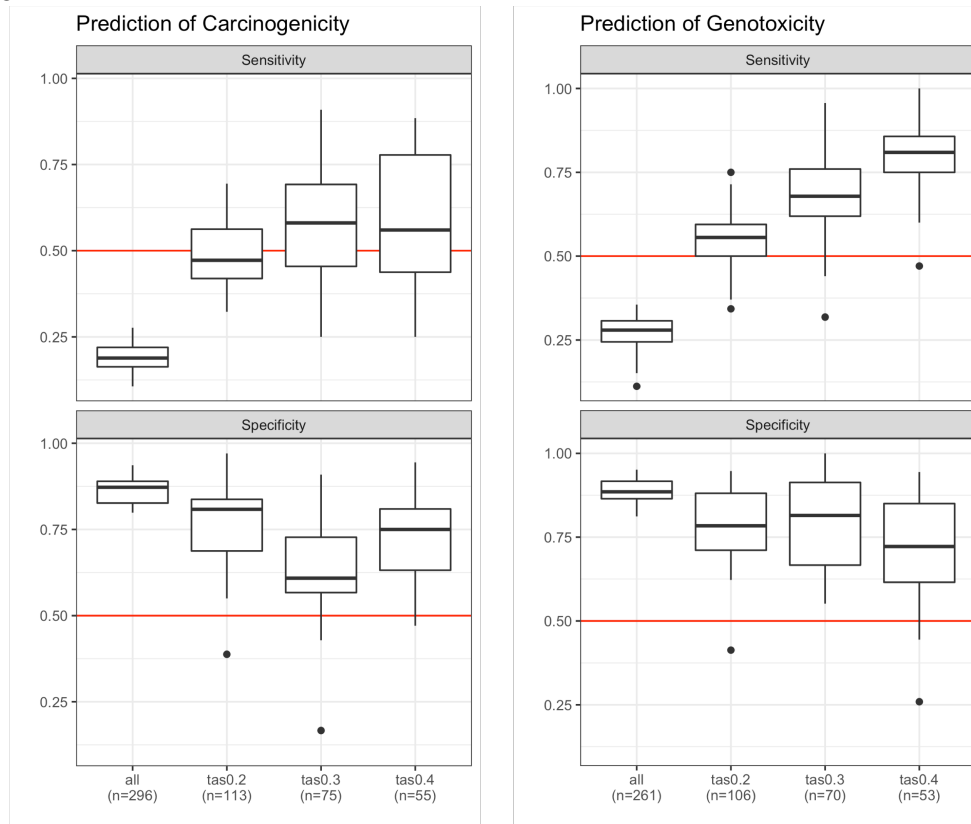 Prediction of Carcinogenicity
Sensitivity
1.00
0.75
0.50
0.25
Specificity
1.00
0.75
0.50
0.25
all tas0.2 tas0.3 tas0.4
(n=296) (n=113) (n=75) (n=55)
Prediction of Genotoxicity
Sensitivity
1.00
0.75
0.50
0.25
Specificity
1.00
0.75
0.50
0.25
all tas0.2 tas0.3 tas0.4
(n=261) (n=106) (n=70) (n=53)